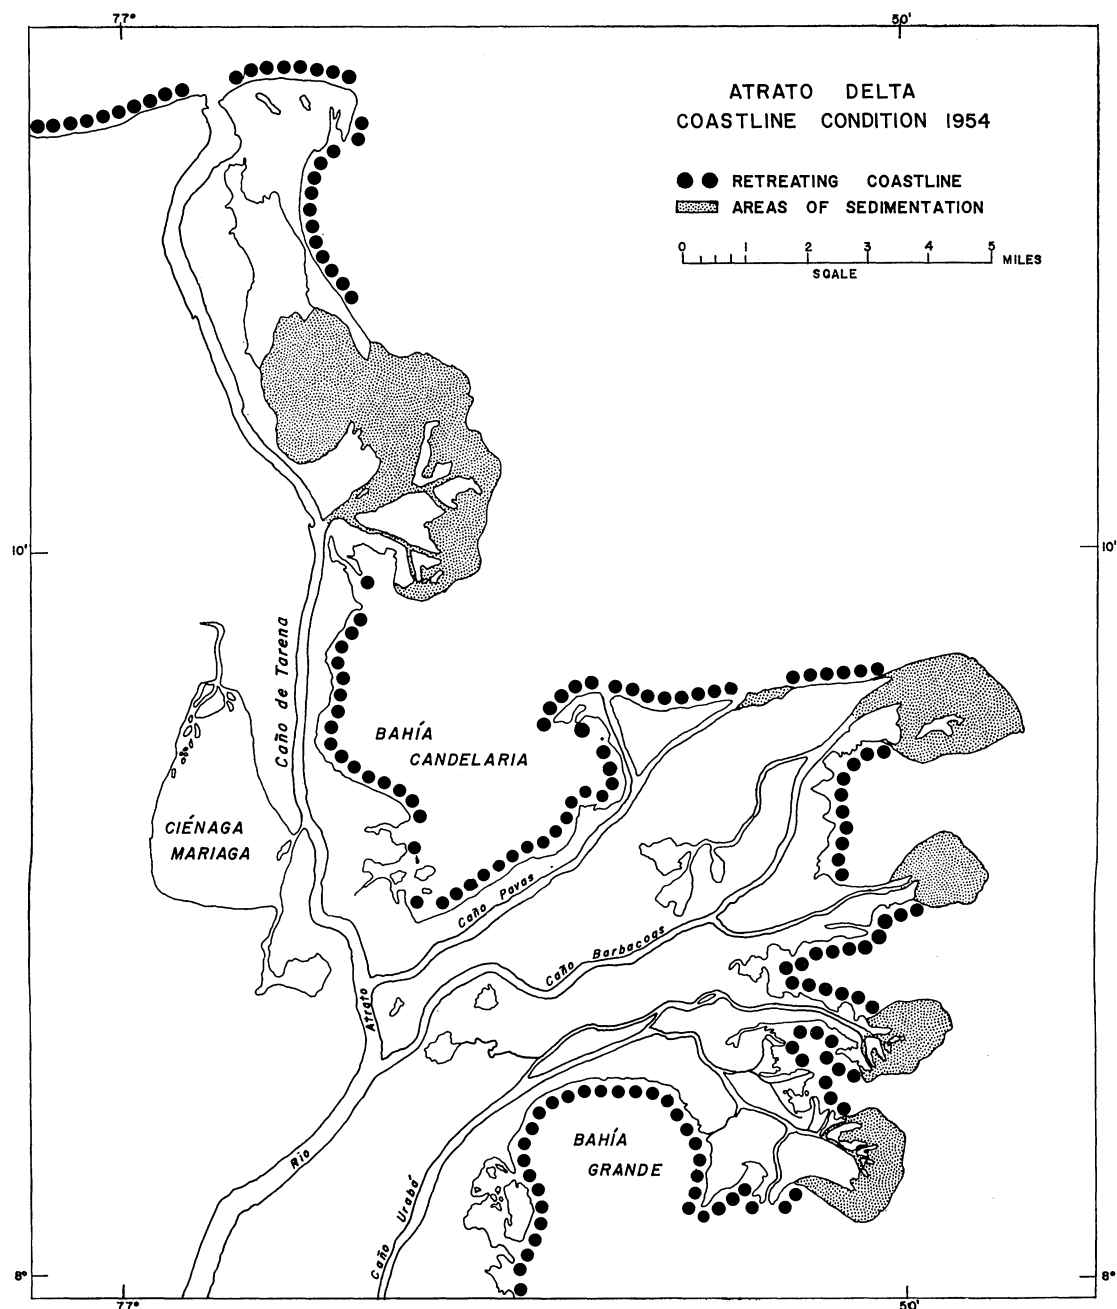 77°
50'
ATRATO DELTA
COASTLINE CONDITION 1954
RETREATING COASTLINE
AREAS OF SEDIMENTATION
0 1 2 3 4 5 MILES
SQALE
10'
10'
Caño de Tarena
BAHÍA
CANDELARIA
CIÉNAGA
MARIAGA
Caño Pavas
Caño Barbacoas
Atrato
BAHÍA
GRANDE
Rio
Caño Urabá
8°
8°
77°
50'